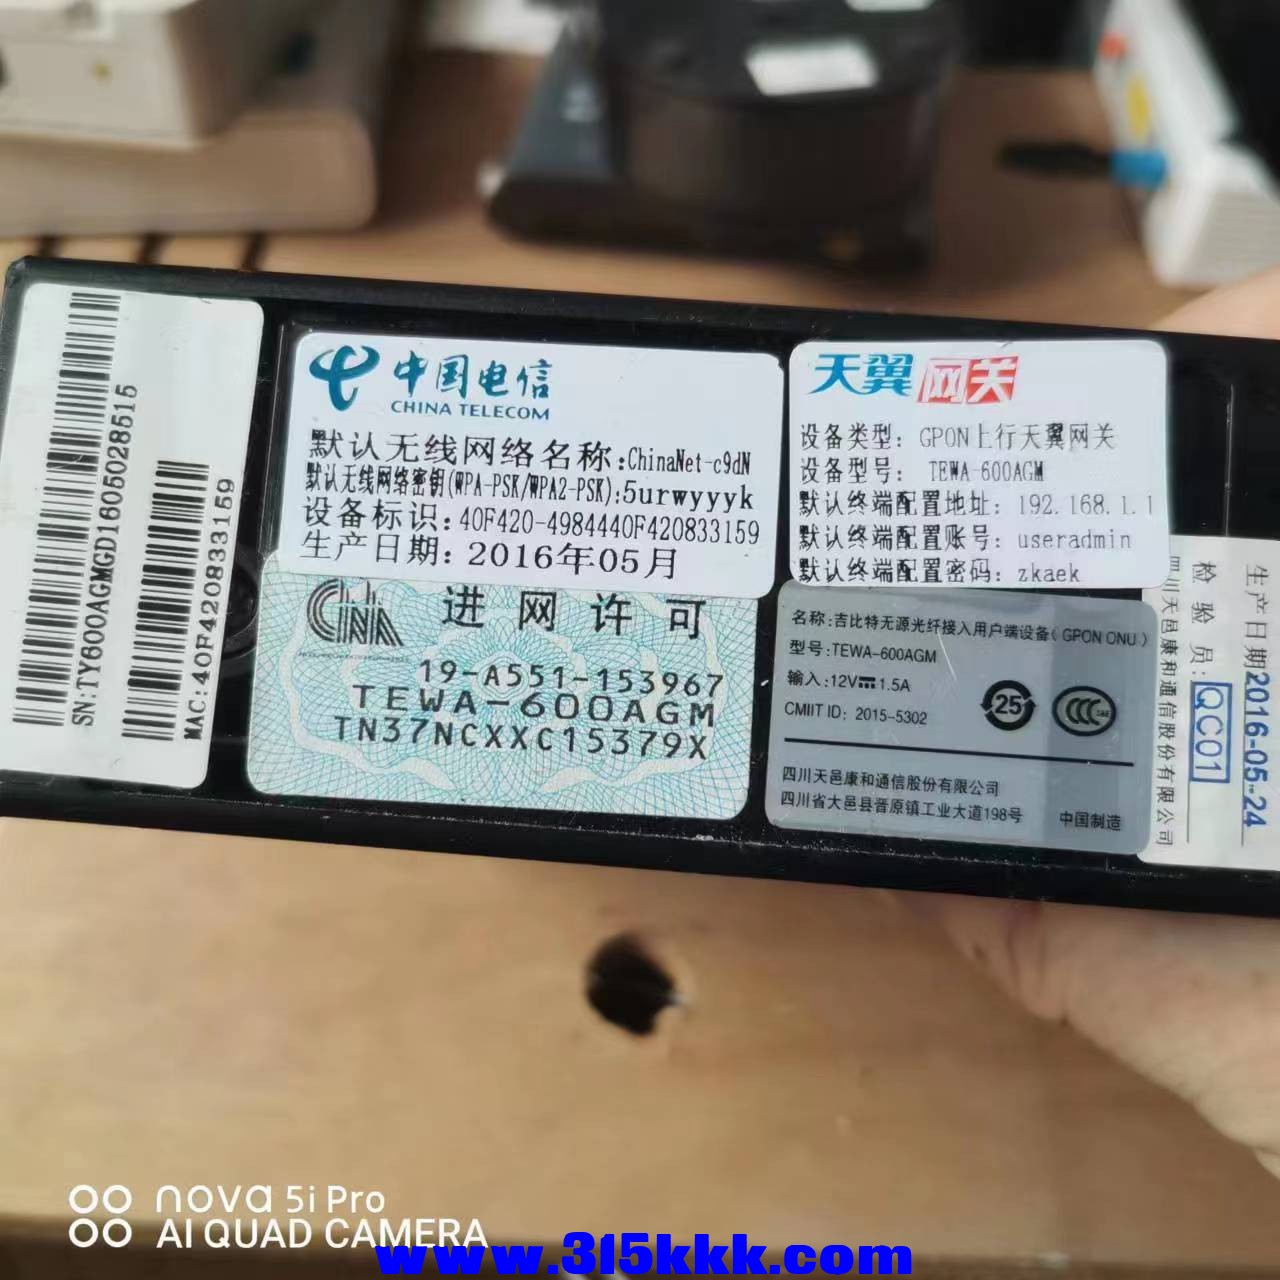 SN:TY600AGMGD1605028515
MAC:40F420833159
中国电信
CHINA TELECOM
默认无线网络名称:ChinaNet-c9dN
默认无线网络密钥(WPA-PSK/WPA2-PSK):5urwyyyk
设备标识:40F420-4984440F420833159
生产日期:2016年05月
天翼网关
设备类型: GPON上行天翼网关
设备型号: TEWA-600AGM
默认终端配置地址: 192.168.1.1
默认终端配置账号: useradmin
默认终端配置密码: zkaek
进网许可
19-A551-153967
TEWA-600AGM
TN37NCXXC15379X
名称:吉比特无源光纤接入用户端设备(GPON ONU)
型号:TEWA-600AGM
输入:12V 1.5A
CMIIT ID: 2015-5302
25
CCC
四川天邑康和通信股份有限公司
四川省大邑县晋原镇工业大道198号
中国制造
生产日期2016-05-24
检验员:QC01
四川天邑康和通信股份有限公司
nova 5i Pro
AI QUAD CAMERA
www.315kkk.com